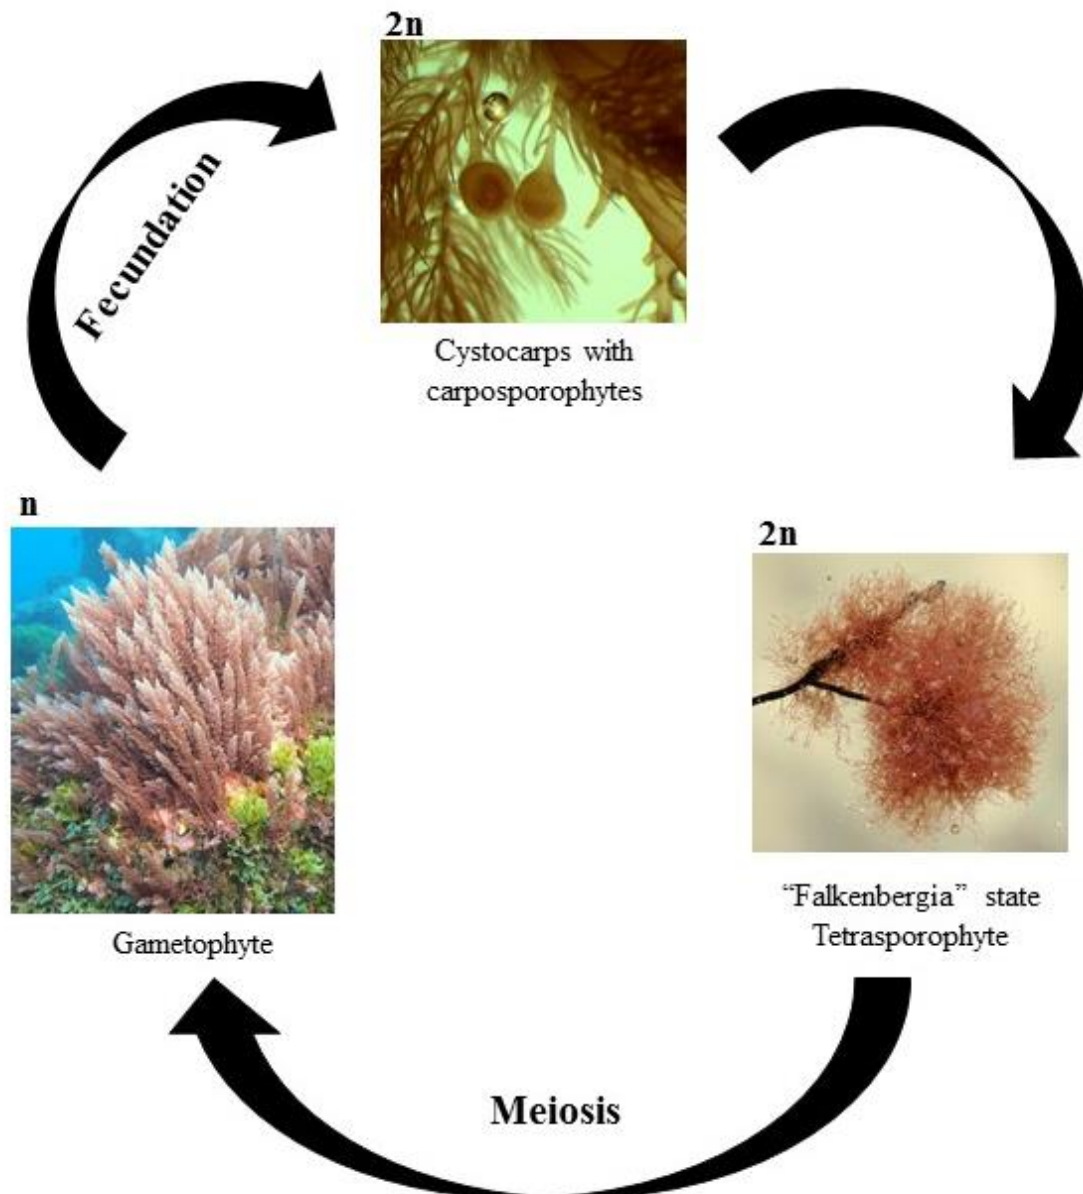 2n
Fecundation
Cystocarps with
carposporophytes
n
2n
Gametophyte
“Falkenbergia” state
Tetrasporophyte
Meiosis